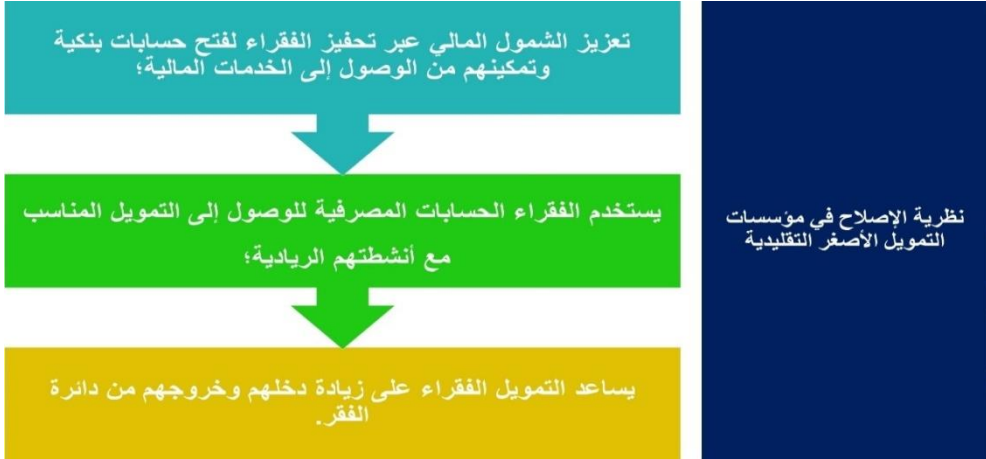 نظرية الإصلاح في مؤسسات
التمويل الأصغر التقليدية
تعزيز الشمول المالي عبر تحفيز الفقراء لفتح حسابات بنكية
وتمكينهم من الوصول إلى الخدمات المالية؛
يستخدم الفقراء الحسابات المصرفية للوصول إلى التمويل المناسب
مع أنشطتهم الريادية؛
يساعد التمويل الفقراء على زيادة دخلهم وخروجهم من دائرة
الفقر.